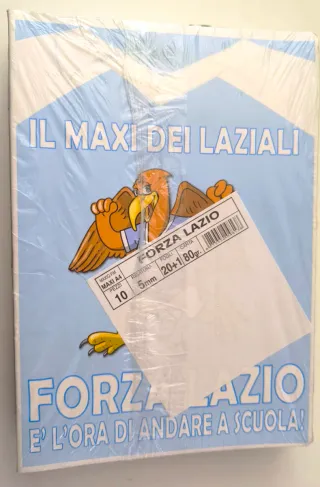 IL MAXI DEI LAZIALI
FORZA LAZIO
MAXI A4
PEZZI
10
5mm
20+1
80gr.
FORZA LAZIO
E' L'ORA DI ANDARE A SCUOLA!